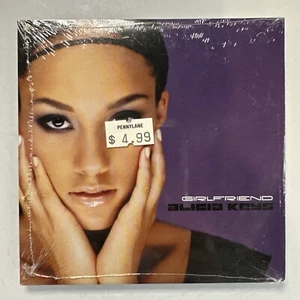 PENNYLANE
$ 4.99
GIRLFRIEND
ALICIA KEYS